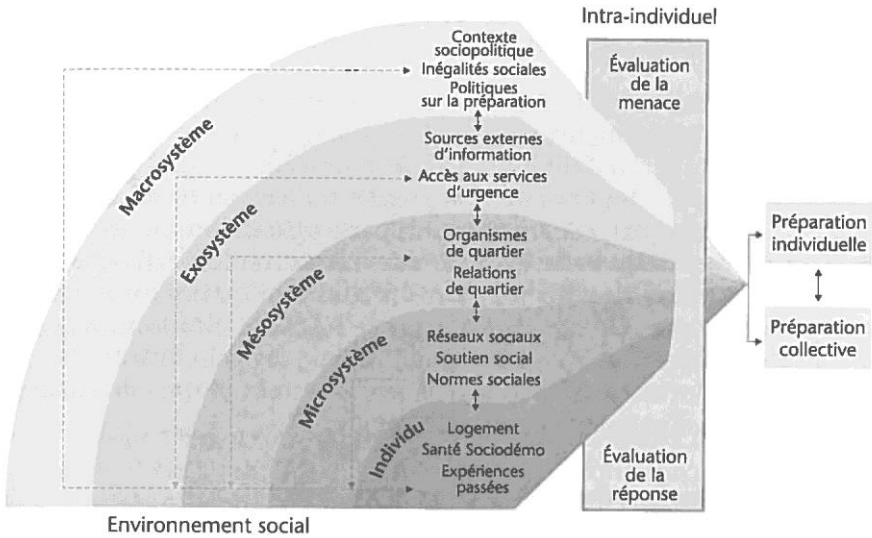 Intra-individuel
Contexte
sociopolitique
Inégalités sociales
Politiques
sur la préparation
Sources externes
d'information
Accès aux services
d'urgence
Organismes
de quartier
Relations
de quartier
Réseaux sociaux
Soutien social
Normes sociales
Logement
Santé Sociodémo
Expériences
passées
Macrosystème
Exosystème
Mésosystème
Microsystème
Individu
Évaluation
de la
menace
Évaluation
de la
réponse
Préparation
individuelle
Préparation
collective
Environnement social